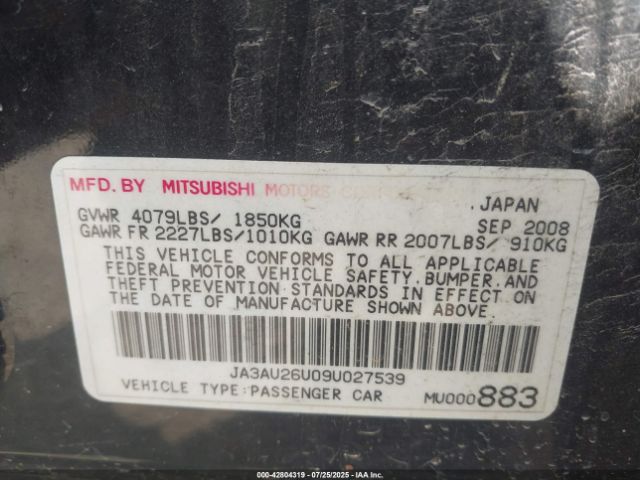 MFD. BY MITSUBISHI MOTORS
JAPAN
GVWR 4079LBS/ 1850KG SEP 2008
GAWR FR 2227LBS/1010KG GAWR RR 2007LBS/ 910KG
THIS VEHICLE CONFORMS TO ALL APPLICABLE
FEDERAL MOTOR VEHICLE SAFETY, BUMPER, AND
THEFT PREVENTION STANDARDS IN EFFECT ON
THE DATE OF MANUFACTURE SHOWN ABOVE.
JA3AU26U09U027539
VEHICLE TYPE:PASSENGER CAR MU000883
000-42804319 | 07/25/2025 | IAAI.COM